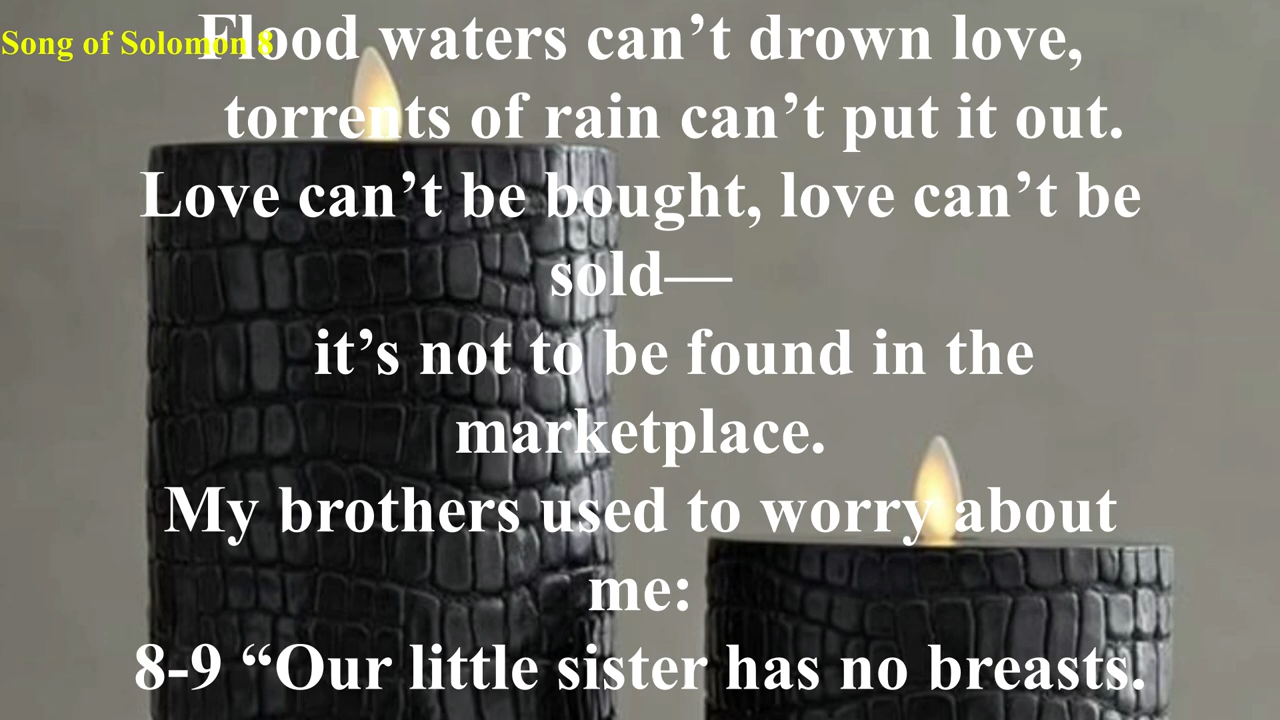 Song of Solomon 8
Flood waters can’t drown love,
torrents of rain can’t put it out.
Love can’t be bought, love can’t be
sold—
it’s not to be found in the
marketplace.
My brothers used to worry about
me:
8-9 “Our little sister has no breasts.